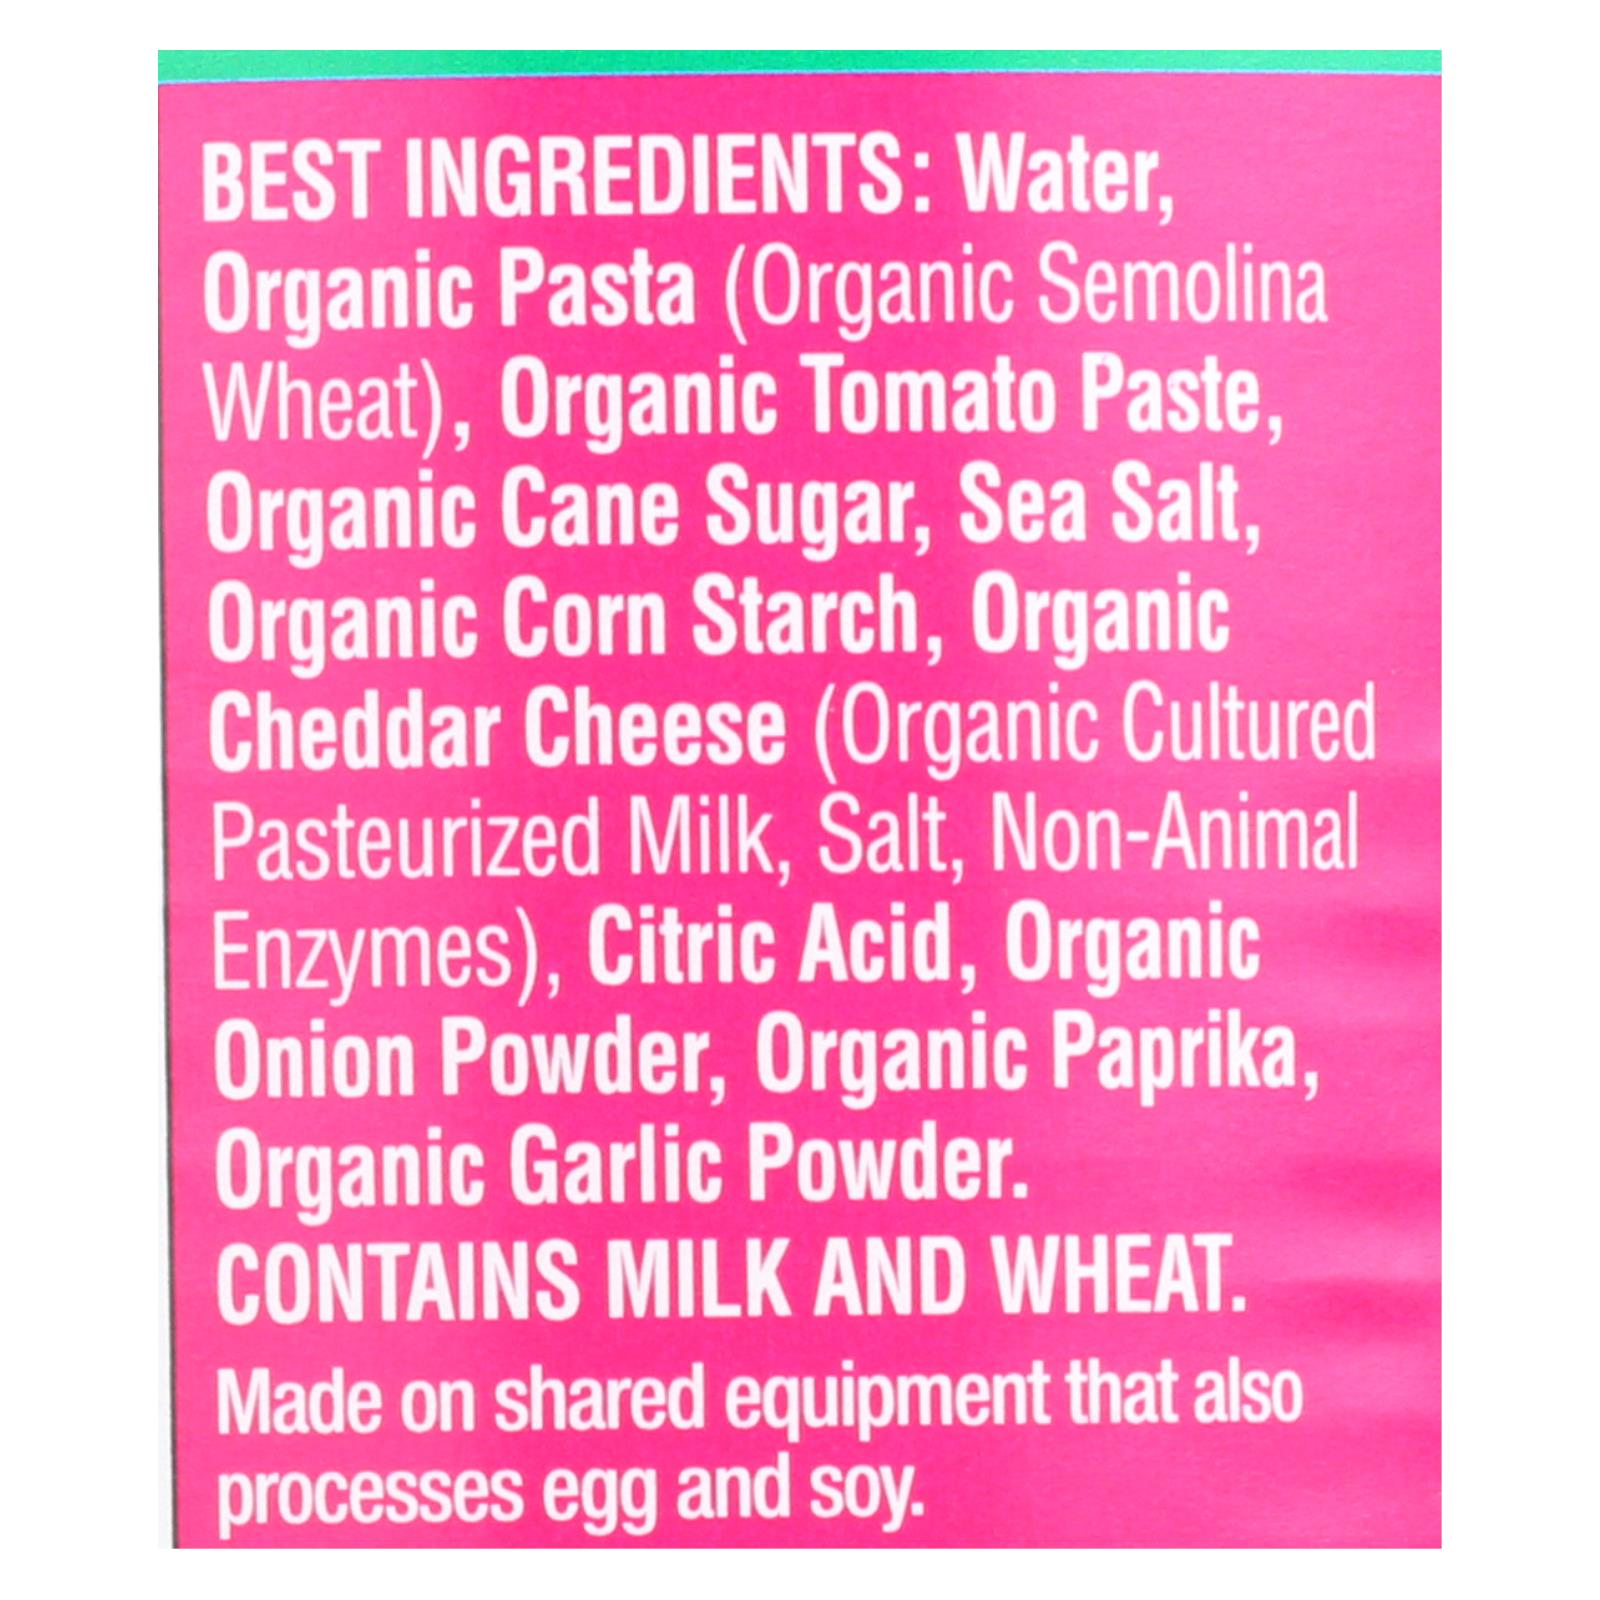 BEST INGREDIENTS: Water,
Organic Pasta (Organic Semolina
Wheat), Organic Tomato Paste,
Organic Cane Sugar, Sea Salt,
Organic Corn Starch, Organic
Cheddar Cheese (Organic Cultured
Pasteurized Milk, Salt, Non-Animal
Enzymes), Citric Acid, Organic
Onion Powder, Organic Paprika,
Organic Garlic Powder.
CONTAINS MILK AND WHEAT.
Made on shared equipment that also
processes egg and soy.